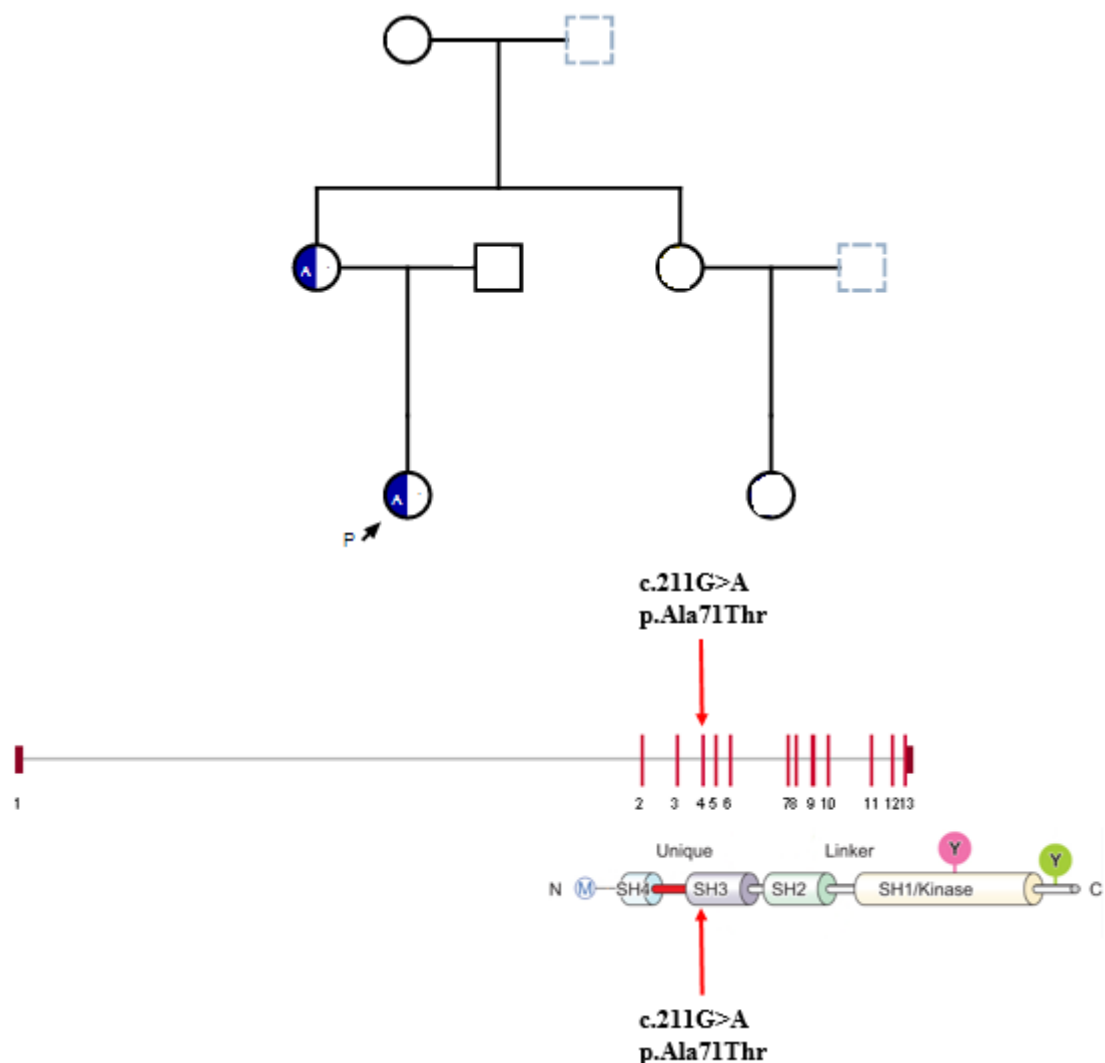 A
A
P
c.211G>A
p.Ala71Thr
1 2 3 4 5 6 7 8 9 10 11 12 13
Unique Linker Y Y
N M SH4 SH3 SH2 SH1/Kinase C
c.211G>A
p.Ala71Thr